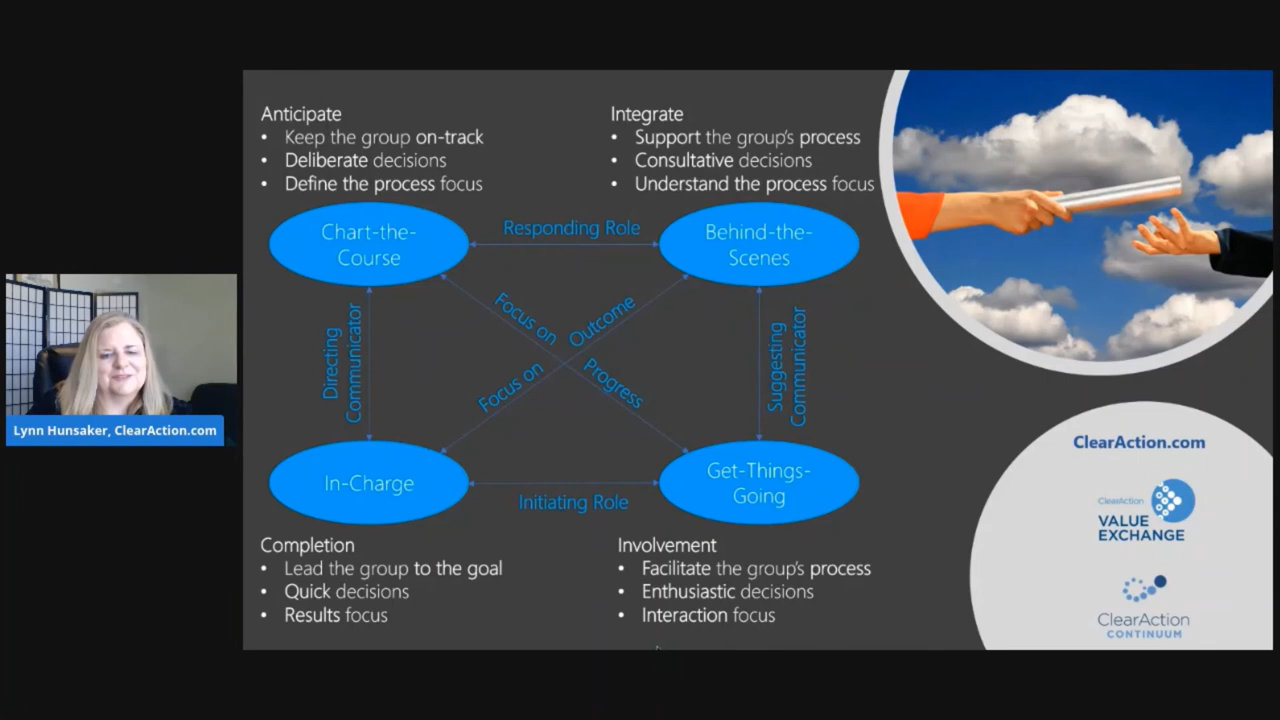 Anticipate
• Keep the group on-track
• Deliberate decisions
• Define the process focus
Integrate
• Support the group's process
• Consultative decisions
• Understand the process focus
Chart-the-
Course
Responding Role
Behind-the-
Scenes
Directing
Communicator
Focus on
Progress
Focus on
Outcome
Suggesting
Communicator
In-Charge
Initiating Role
Get-Things-
Going
Completion
• Lead the group to the goal
• Quick decisions
• Results focus
Involvement
• Facilitate the group's process
• Enthusiastic decisions
• Interaction focus
Lynn Hunsaker, ClearAction.com
ClearAction.com
ClearAction
VALUE
EXCHANGE
ClearAction
CONTINUUM